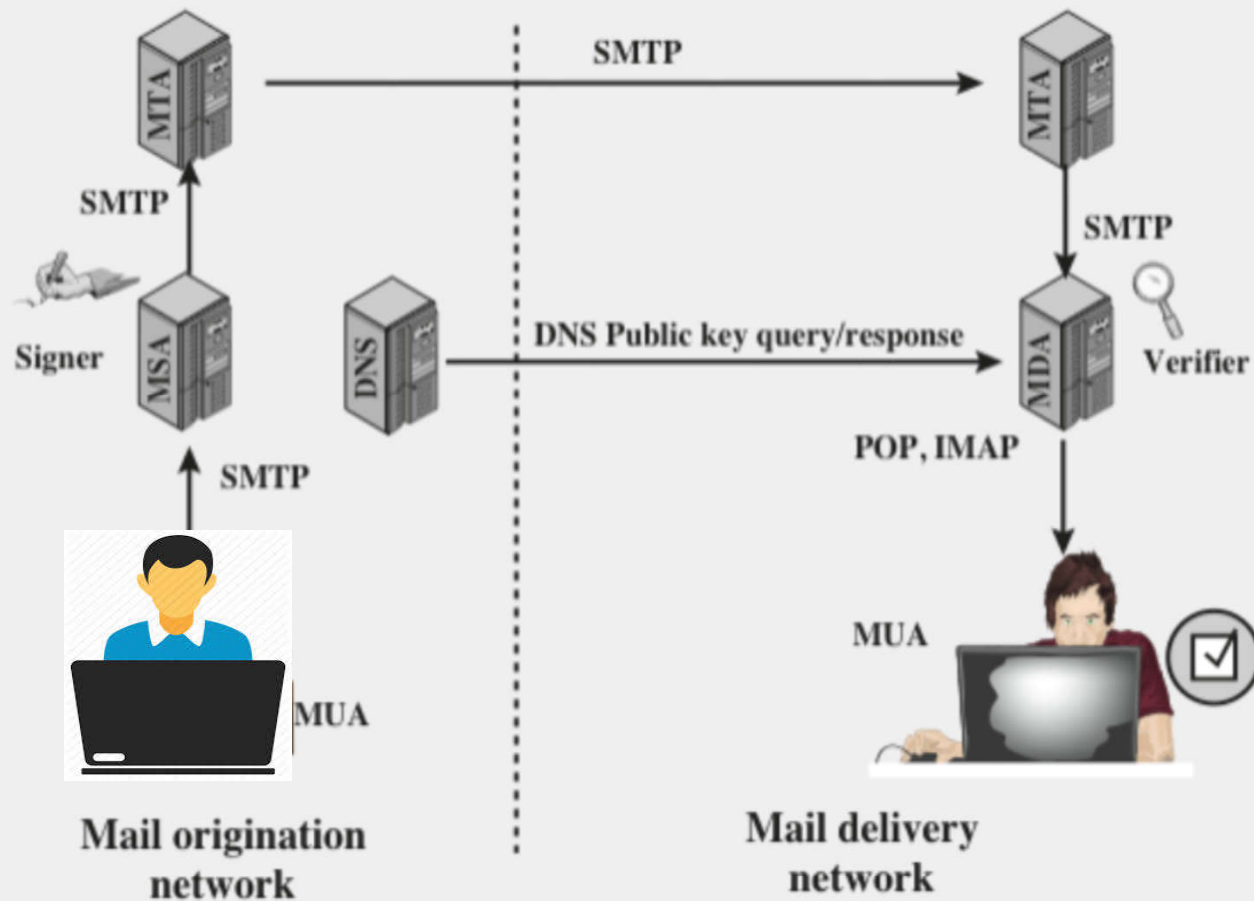 SMTP
MTA
MTA
SMTP
SMTP
Signer
MSA
DNS
DNS Public key query/response
MDA
Verifier
SMTP
POP, IMAP
MUA
MUA
Mail origination
network
Mail delivery
network